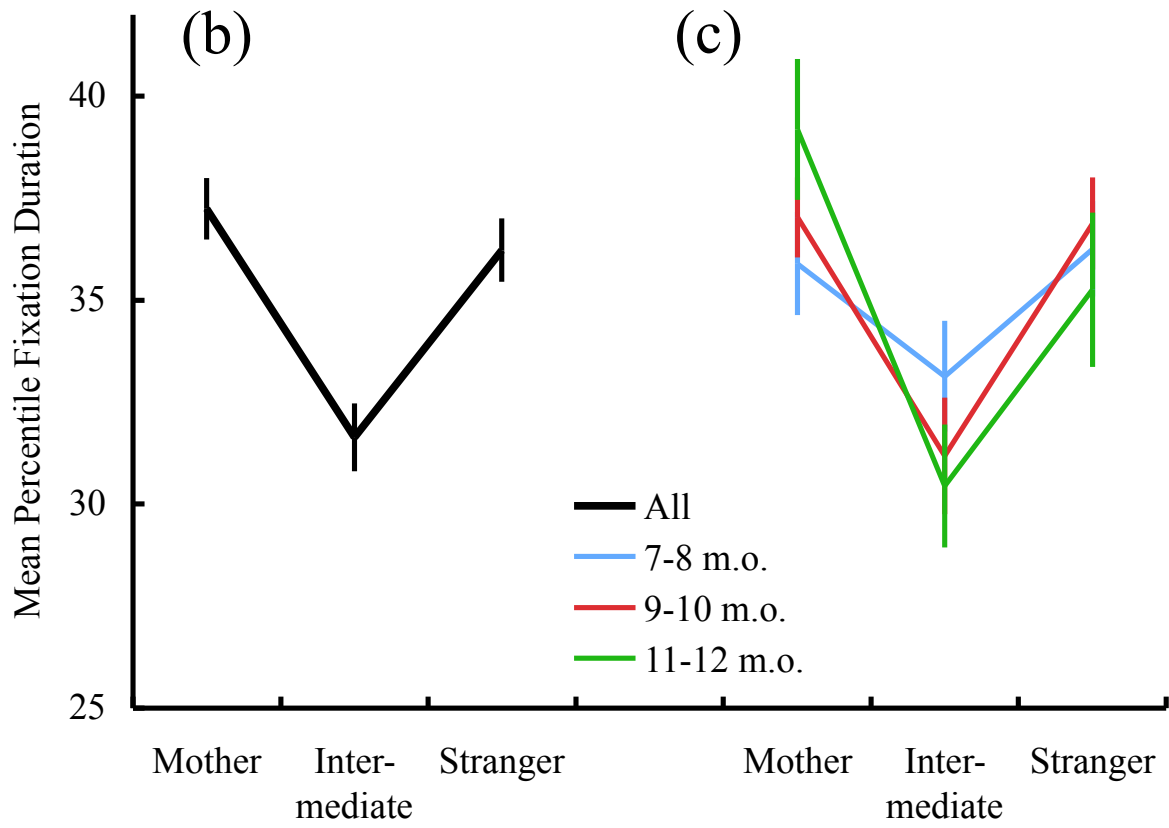 (b)
(c)
Mean Percentile Fixation Duration
40
35
30
25
All
7-8 m.o.
9-10 m.o.
11-12 m.o.
Mother
Inter-
mediate
Stranger
Mother
Inter-
mediate
Stranger